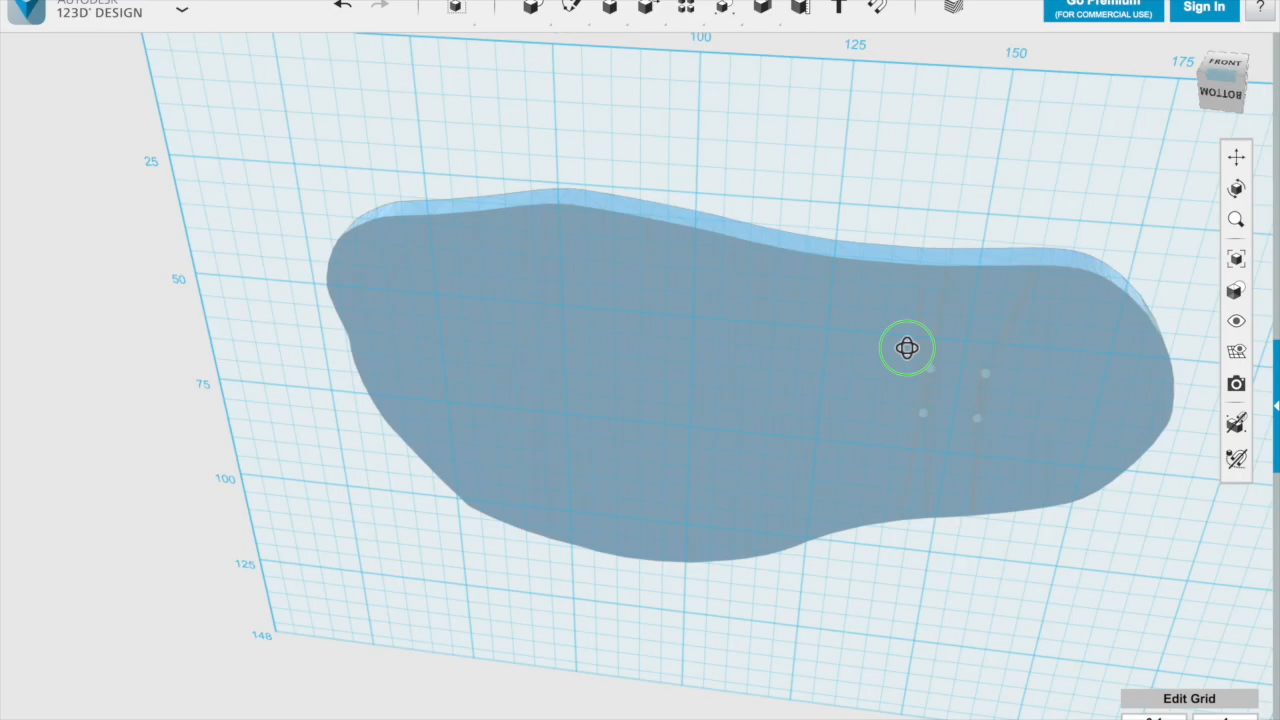 AUTODESK
123D° DESIGN
Go Premium
(FOR COMMERCIAL USE)
Sign In
?
100
125
150
175
FRONT
BOTTOM
25
50
75
100
125
148
Edit Grid